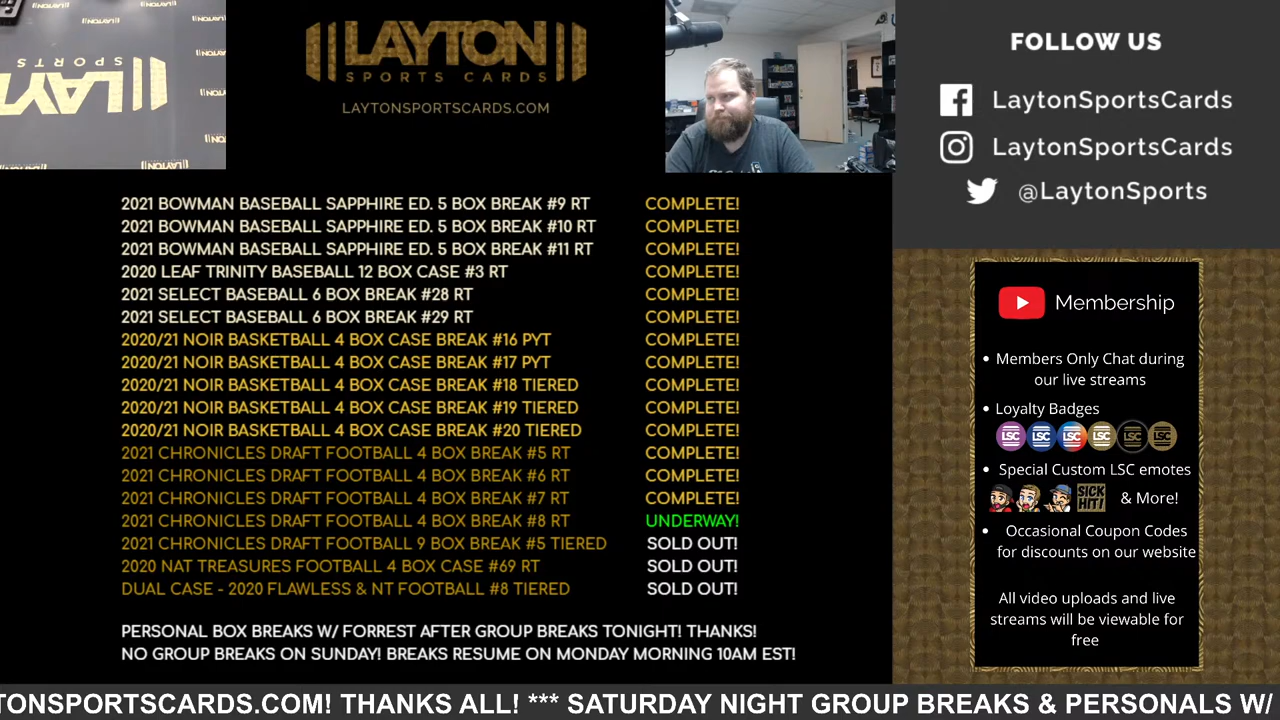 LAYTON
SPORTS CARDS
LAYTONSPORTSCARDS.COM
LAYTON
SPORTS
FOLLOW US
LaytonSportsCards
LaytonSportsCards
@LaytonSports
2021 BOWMAN BASEBALL SAPPHIRE ED. 5 BOX BREAK #9 RT COMPLETE!
2021 BOWMAN BASEBALL SAPPHIRE ED. 5 BOX BREAK #10 RT COMPLETE!
2021 BOWMAN BASEBALL SAPPHIRE ED. 5 BOX BREAK #11 RT COMPLETE!
2020 LEAF TRINITY BASEBALL 12 BOX CASE #3 RT COMPLETE!
2021 SELECT BASEBALL 6 BOX BREAK #28 RT COMPLETE!
2021 SELECT BASEBALL 6 BOX BREAK #29 RT COMPLETE!
2020/21 NOIR BASKETBALL 4 BOX CASE BREAK #16 PYT COMPLETE!
2020/21 NOIR BASKETBALL 4 BOX CASE BREAK #17 PYT COMPLETE!
2020/21 NOIR BASKETBALL 4 BOX CASE BREAK #18 TIERED COMPLETE!
2020/21 NOIR BASKETBALL 4 BOX CASE BREAK #19 TIERED COMPLETE!
2020/21 NOIR BASKETBALL 4 BOX CASE BREAK #20 TIERED COMPLETE!
2021 CHRONICLES DRAFT FOOTBALL 4 BOX BREAK #5 RT COMPLETE!
2021 CHRONICLES DRAFT FOOTBALL 4 BOX BREAK #6 RT COMPLETE!
2021 CHRONICLES DRAFT FOOTBALL 4 BOX BREAK #7 RT COMPLETE!
2021 CHRONICLES DRAFT FOOTBALL 4 BOX BREAK #8 RT UNDERWAY!
2021 CHRONICLES DRAFT FOOTBALL 9 BOX BREAK #5 TIERED SOLD OUT!
2020 NAT TREASURES FOOTBALL 4 BOX CASE #69 RT SOLD OUT!
DUAL CASE - 2020 FLAWLESS & NT FOOTBALL #8 TIERED SOLD OUT!
PERSONAL BOX BREAKS W/ FORREST AFTER GROUP BREAKS TONIGHT! THANKS!
NO GROUP BREAKS ON SUNDAY! BREAKS RESUME ON MONDAY MORNING 10AM EST!
Membership
• Members Only Chat during
our live streams
• Loyalty Badges
LSC LSC LSC LSC LSC LSC
• Special Custom LSC emotes
SICK HIT! & More!
• Occasional Coupon Codes
for discounts on our website
All video uploads and live
streams will be viewable for
free
TONSPORTSCARDS.COM! THANKS ALL! *** SATURDAY NIGHT GROUP BREAKS & PERSONALS W/